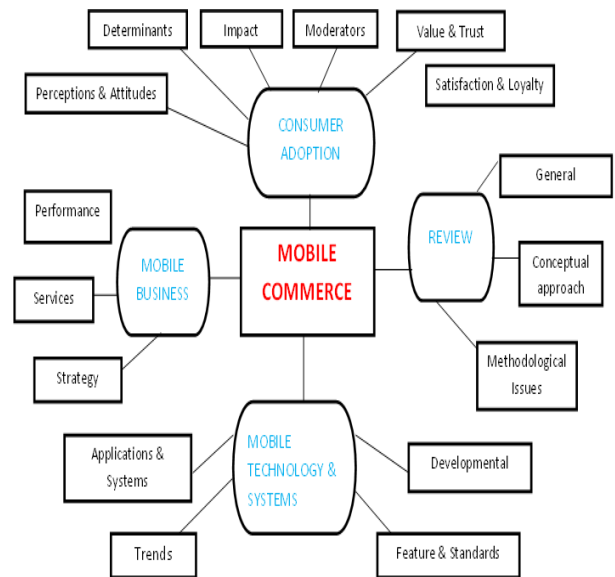 Determinants
Impact
Moderators
Value & Trust
Perceptions & Attitudes
Satisfaction & Loyalty
CONSUMER
ADOPTION
General
Performance
REVIEW
MOBILE
COMMERCE
MOBILE
BUSINESS
Conceptual
approach
Services
Strategy
Methodological
Issues
Applications &
Systems
MOBILE
TECHNOLOGY &
SYSTEMS
Developmental
Trends
Feature & Standards